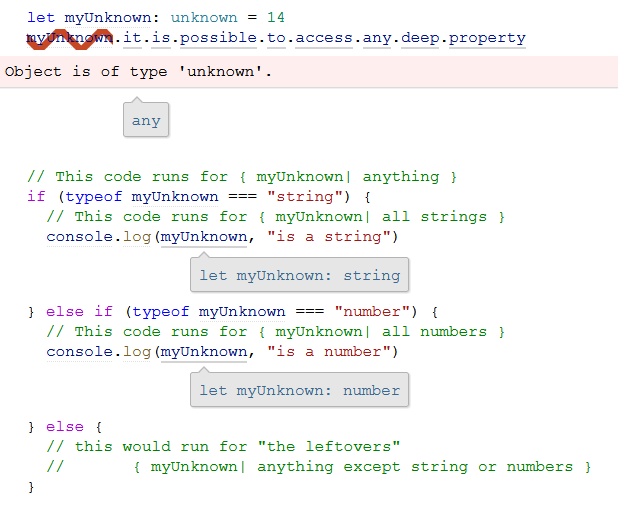 let myUnknown: unknown = 14
myUnknown.it.is.possible.to.access.any.deep.property
Object is of type 'unknown'.
any
// This code runs for { myUnknown| anything }
if (typeof myUnknown === "string") {
// This code runs for { myUnknown| all strings }
console.log(myUnknown, "is a string")
let myUnknown: string
} else if (typeof myUnknown === "number") {
// This code runs for { myUnknown| all numbers }
console.log(myUnknown, "is a number")
let myUnknown: number
} else {
// this would run for "the leftovers"
// { myUnknown| anything except string or numbers }
}